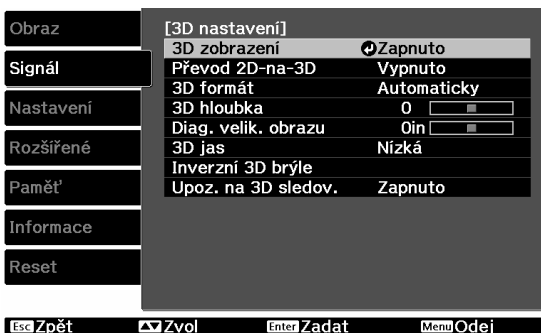 Obraz
Signál
Nastavení
Rozšířené
Paměť
Informace
Reset
[3D nastavení]
3D zobrazení Zapnuto
Převod 2D-na-3D Vypnuto
3D formát Automaticky
3D hloubka 0
Diag. velik. obrazu 0in
3D jas Nízká
Inverzní 3D brýle
Upoz. na 3D sledov. Zapnuto
Esc Zpět Zvol Enter Zadat Menu Odej